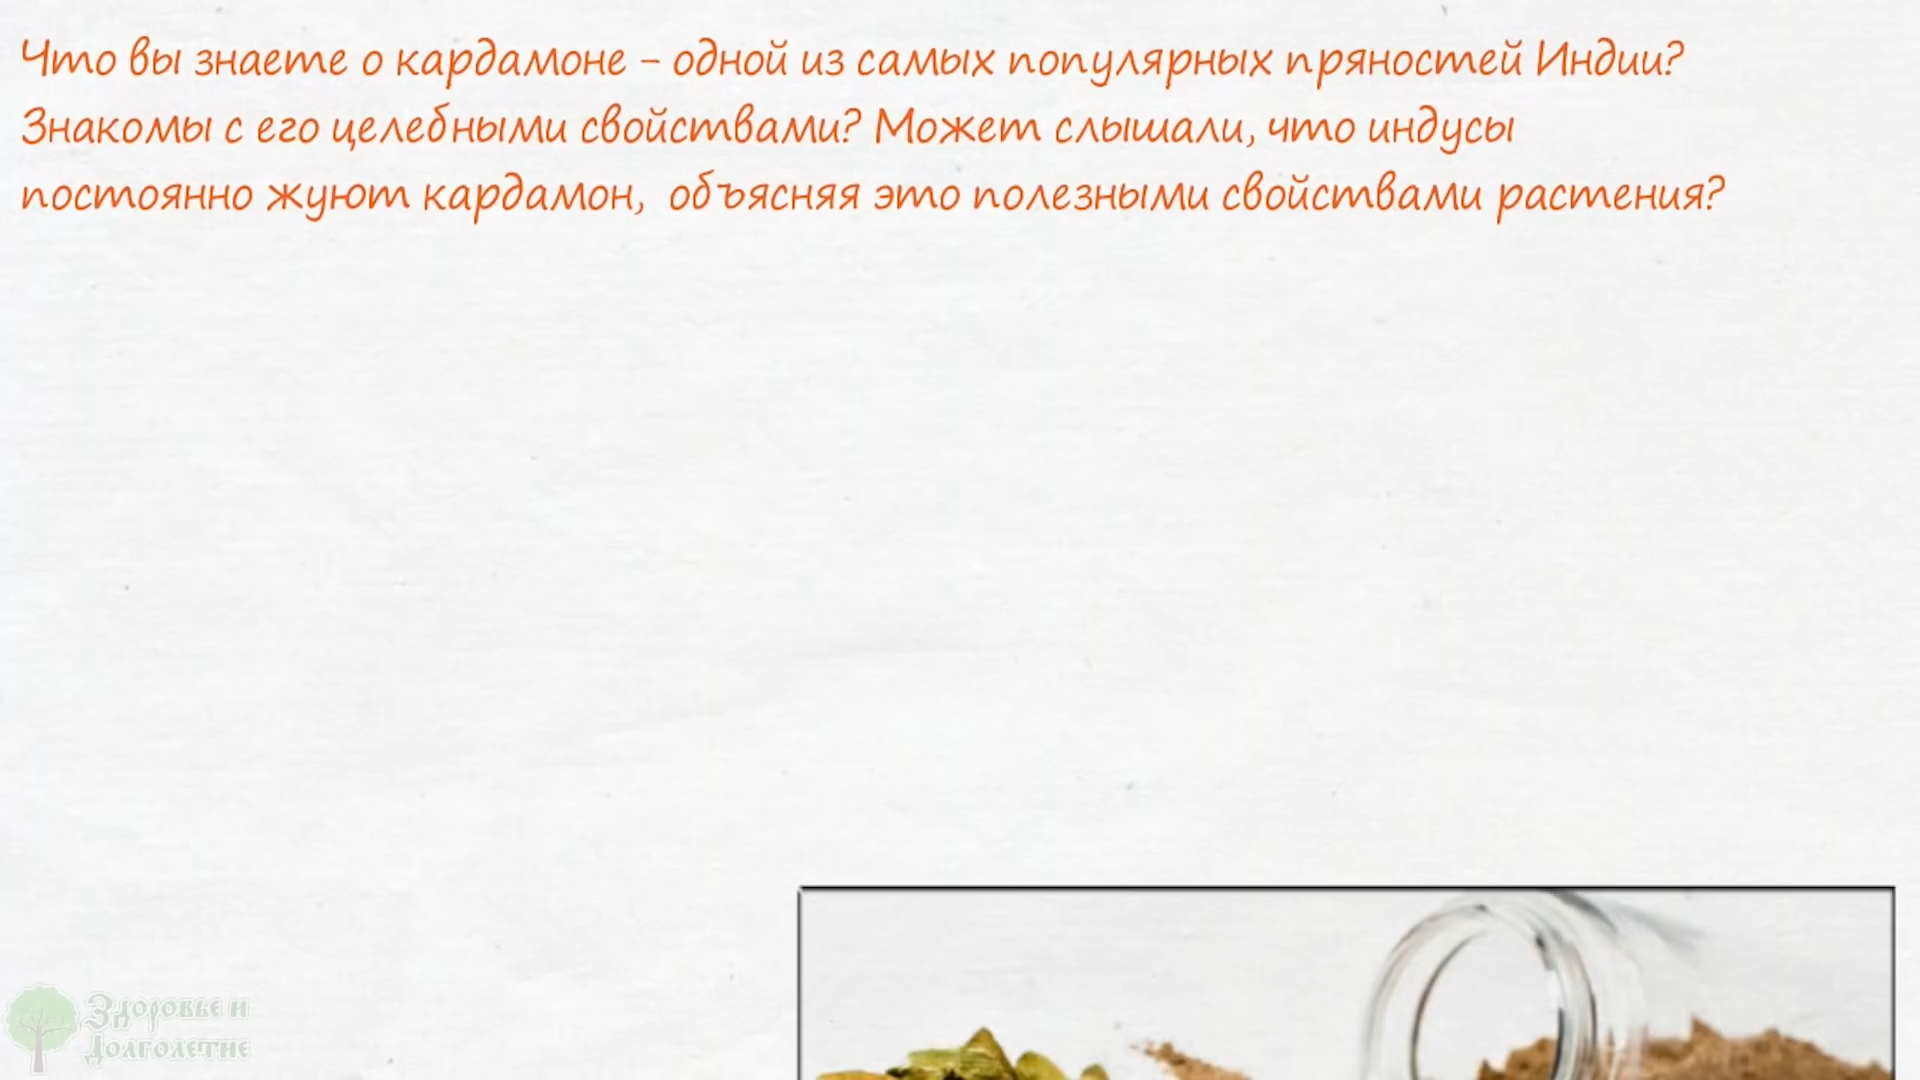 Что вы знаете о кардамоне - одной из самых популярных пряностей Индии?
Знакомы с его целебными свойствами? Может слышали, что индусы
постоянно жуют кардамон, объясняя это полезными свойствами растения?
Здоровье и
Долголетие